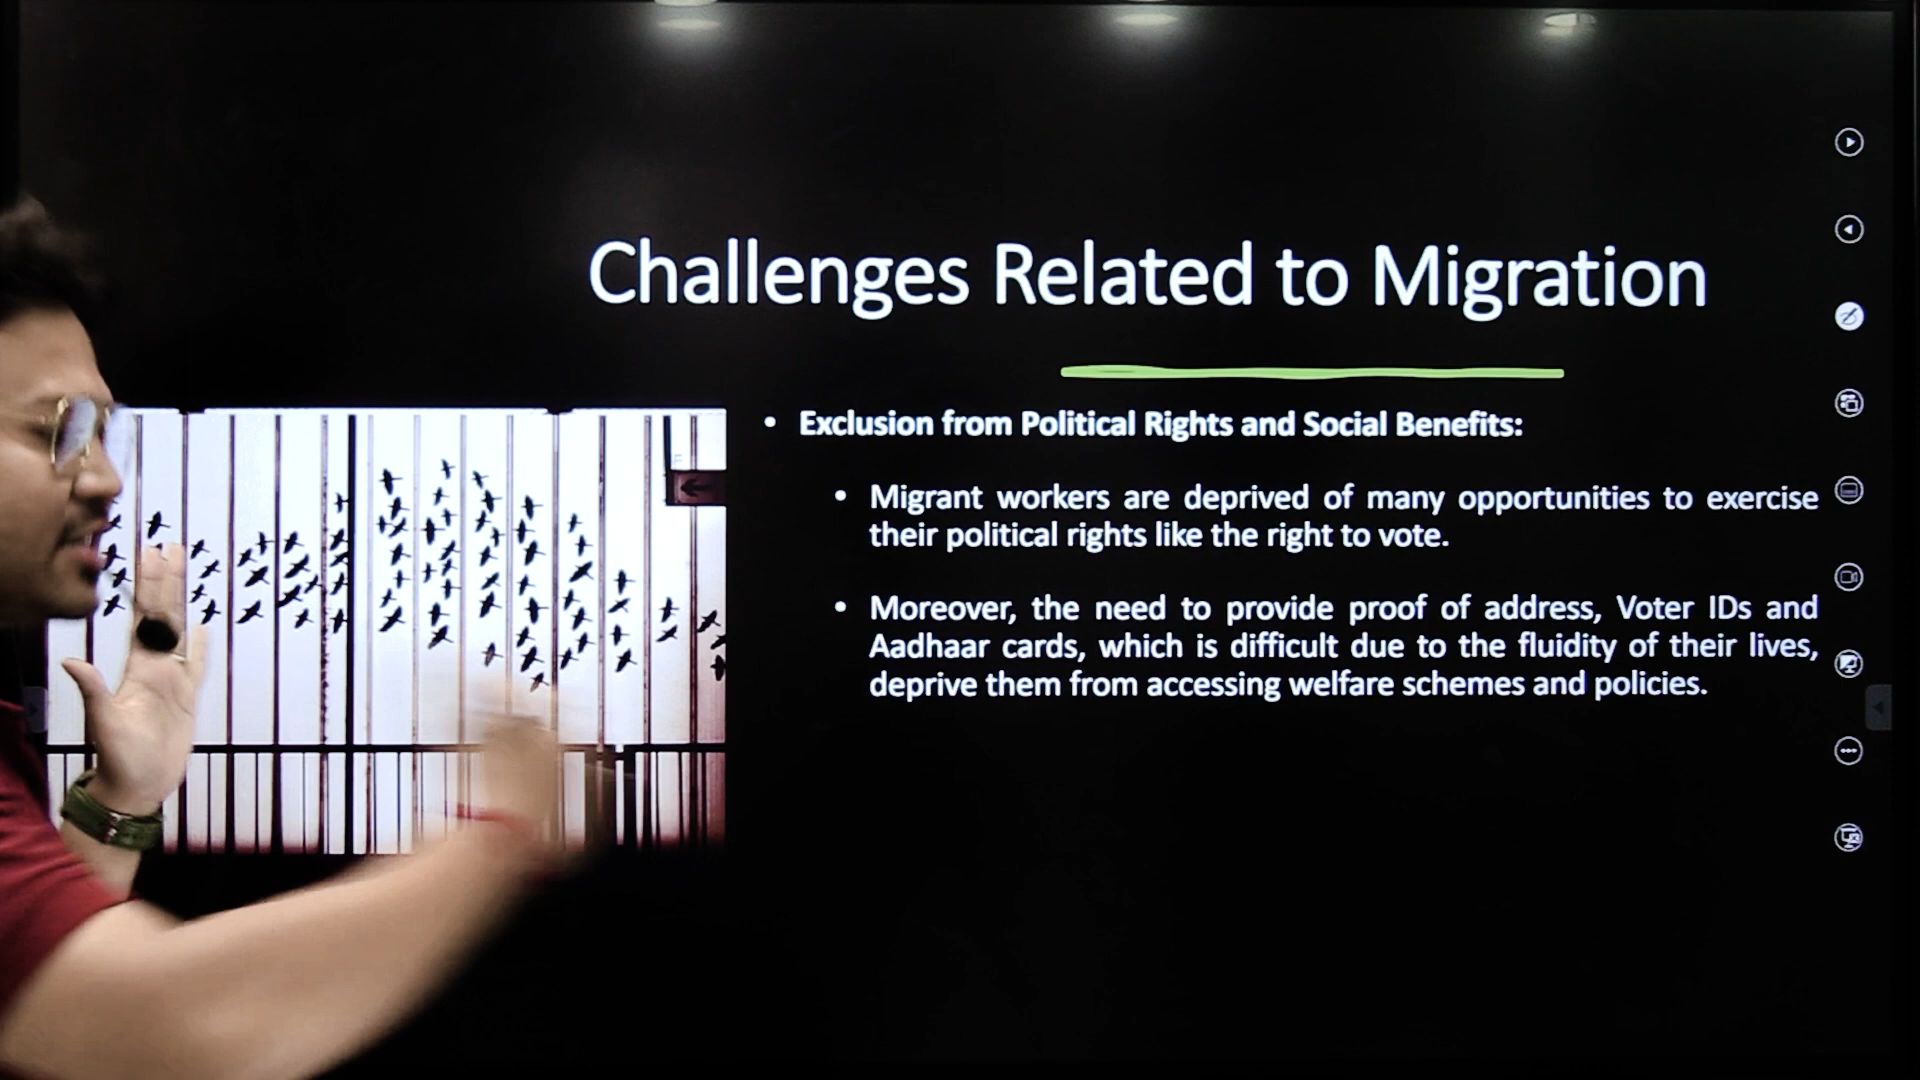 Challenges Related to Migration
• Exclusion from Political Rights and Social Benefits:
• Migrant workers are deprived of many opportunities to exercise
their political rights like the right to vote.
• Moreover, the need to provide proof of address, Voter IDs and
Aadhaar cards, which is difficult due to the fluidity of their lives,
deprive them from accessing welfare schemes and policies.